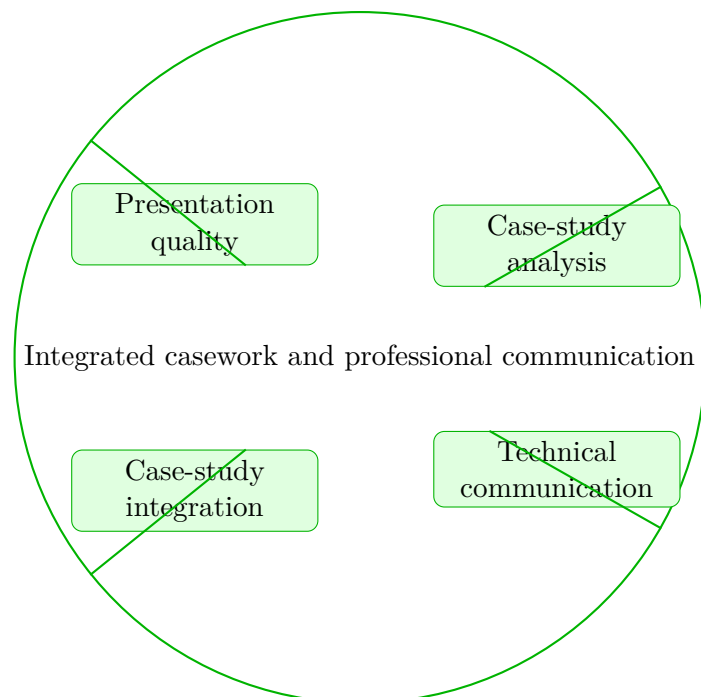 Presentation
quality
Case-study
analysis
Integrated casework and professional communication
Case-study
integration
Technical
communication